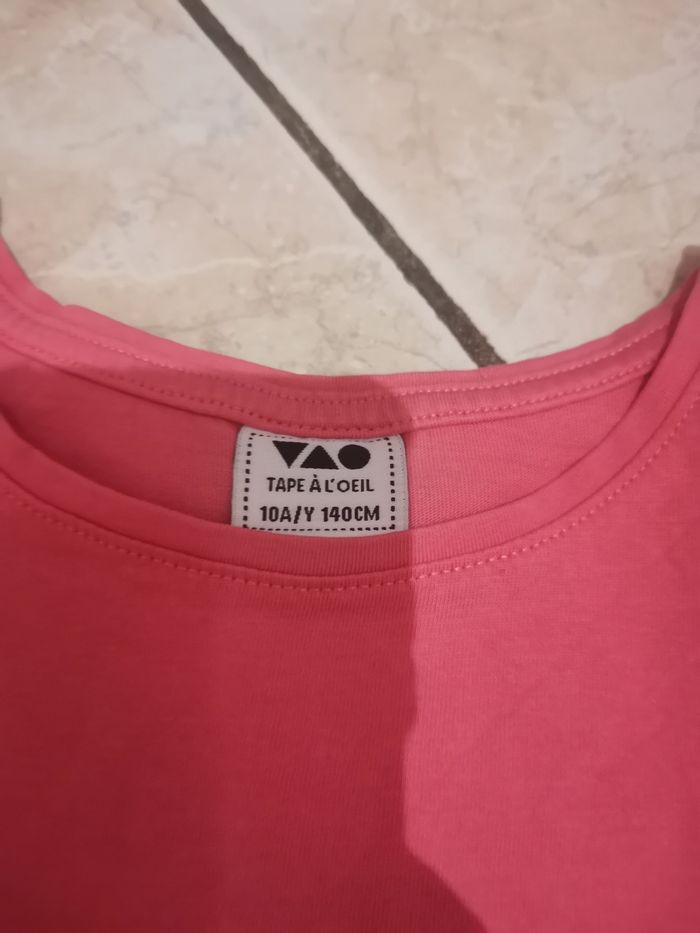 TAPE À L'OEIL
10A/Y 140CM